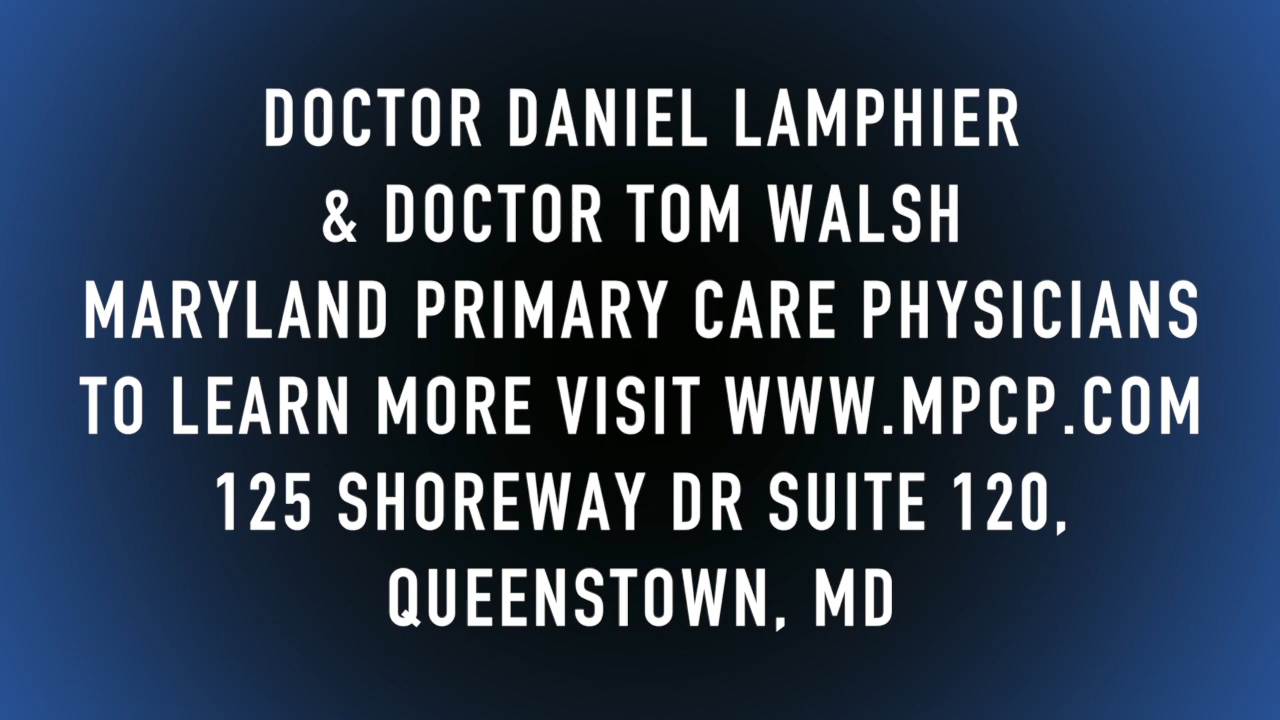 DOCTOR DANIEL LAMPHIER
& DOCTOR TOM WALSH
MARYLAND PRIMARY CARE PHYSICIANS
TO LEARN MORE VISIT WWW.MPCP.COM
125 SHOREWAY DR SUITE 120,
QUEENSTOWN, MD